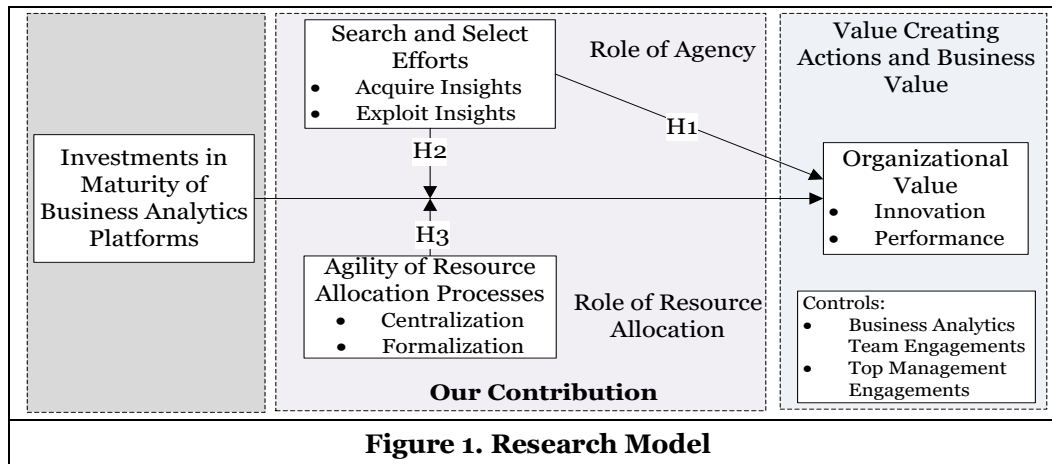 Investments in
Maturity of
Business Analytics
Platforms
Search and Select
Efforts
• Acquire Insights
• Exploit Insights
Role of Agency
H1
H2
H3
Agility of Resource
Allocation Processes
• Centralization
• Formalization
Role of Resource
Allocation
Our Contribution
Value Creating
Actions and Business
Value
Organizational
Value
• Innovation
• Performance
Controls:
• Business Analytics
Team Engagements
• Top Management
Engagements
Figure 1. Research Model